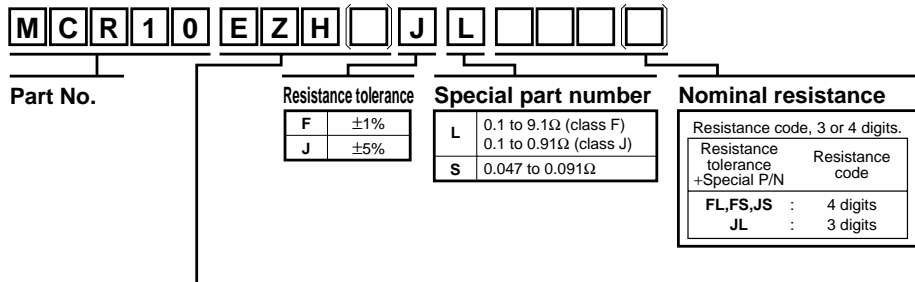 MCR10 EZH( ) J L ( )
Part No.
Resistance tolerance
F ±1%
J ±5%
Special part number
L 0.1 to 9.1Ω (class F)
0.1 to 0.91Ω (class J)
S 0.047 to 0.091Ω
Nominal resistance
Resistance code, 3 or 4 digits.
Resistance
tolerance
+Special P/N
Resistance
code
FL,FS,JS : 4 digits
JL : 3 digits